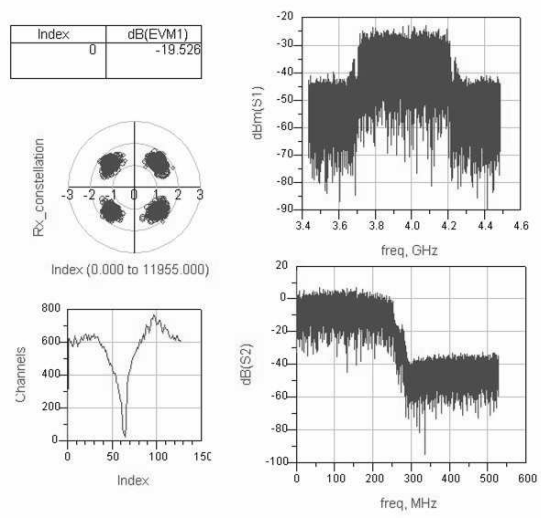 Index dB(EVM1)
0 -19.526
Rx_constellation
-3 -2 -1 0 1 2 3
Index (0.000 to 11955.000)
Channels
800
600
400
200
0
0 50 100 150
Index
dBm(S1)
-20
-30
-40
-50
-60
-70
-80
-90
3.4 3.6 3.8 4.0 4.2 4.4 4.6
freq, GHz
dB(S2)
20
0
-20
-40
-60
-80
-100
0 100 200 300 400 500 600
freq, MHz